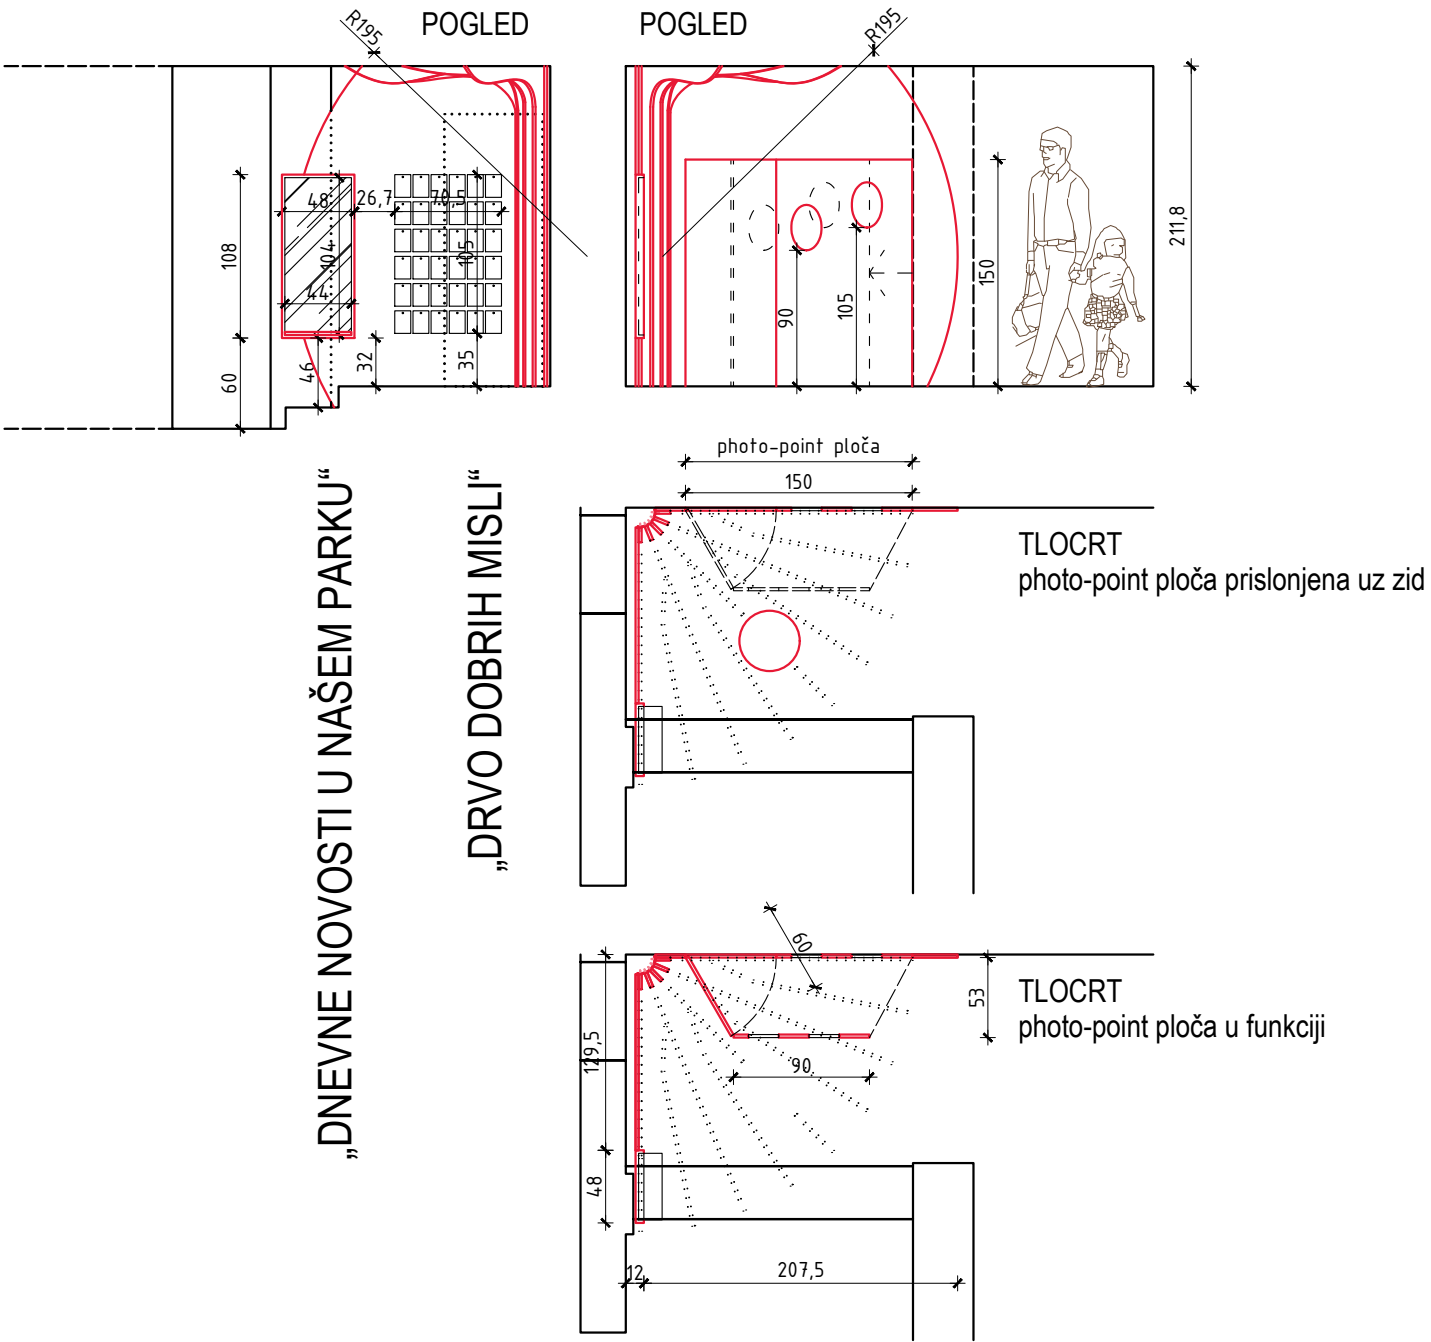 POGLED
POGLED
R195
R195
48
26,7
70,5
108
104
105
44
60
46
32
35
90
105
150
211,8
photo-point ploča
150
TLOCRT
photo-point ploča prislonjena uz zid
„DNEVNE NOVOSTI U NAŠEM PARKU“
„DRVO DOBRIH MISLI“
60
53
TLOCRT
photo-point ploča u funkciji
129,5
90
48
12
207,5